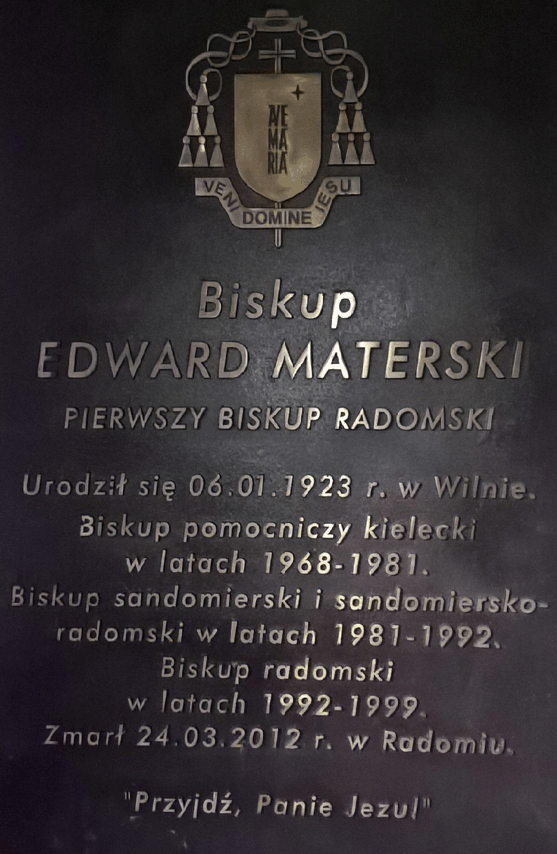 AVE
MA
RIA
VENI DOMINE IESU
Biskup
EDWARD MATERSKI
PIERWSZY BISKUP RADOMSKI
Urodził się 06.01.1923 r. w Wilnie.
Biskup pomocniczy kielecki
w latach 1968-1981.
Biskup sandomierski i sandomiersko-
radomski w latach 1981-1992.
Biskup radomski
w latach 1992-1999.
Zmarł 24.03.2012 r. w Radomiu.
"Przyjdź, Panie Jezu!"